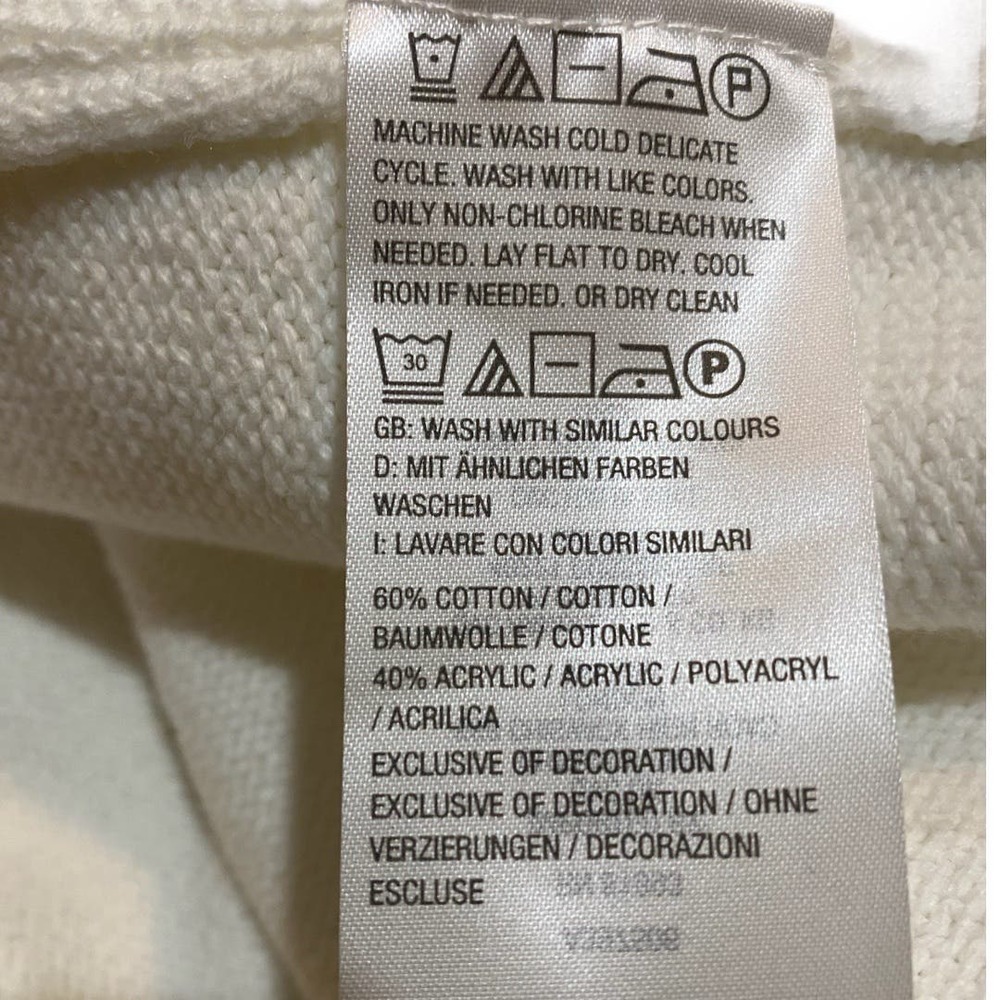 P
MACHINE WASH COLD DELICATE
CYCLE. WASH WITH LIKE COLORS.
ONLY NON-CHLORINE BLEACH WHEN
NEEDED. LAY FLAT TO DRY. COOL
IRON IF NEEDED. OR DRY CLEAN
30 P
GB: WASH WITH SIMILAR COLOURS
D: MIT ÄHNLICHEN FARBEN
WASCHEN
I: LAVARE CON COLORI SIMILARI
60% COTTON / COTTON /
BAUMWOLLE / COTONE
40% ACRYLIC / ACRYLIC / POLYACRYL
/ ACRILICA
EXCLUSIVE OF DECORATION /
EXCLUSIVE OF DECORATION / OHNE
VERZIERUNGEN / DECORAZIONI
ESCLUSE